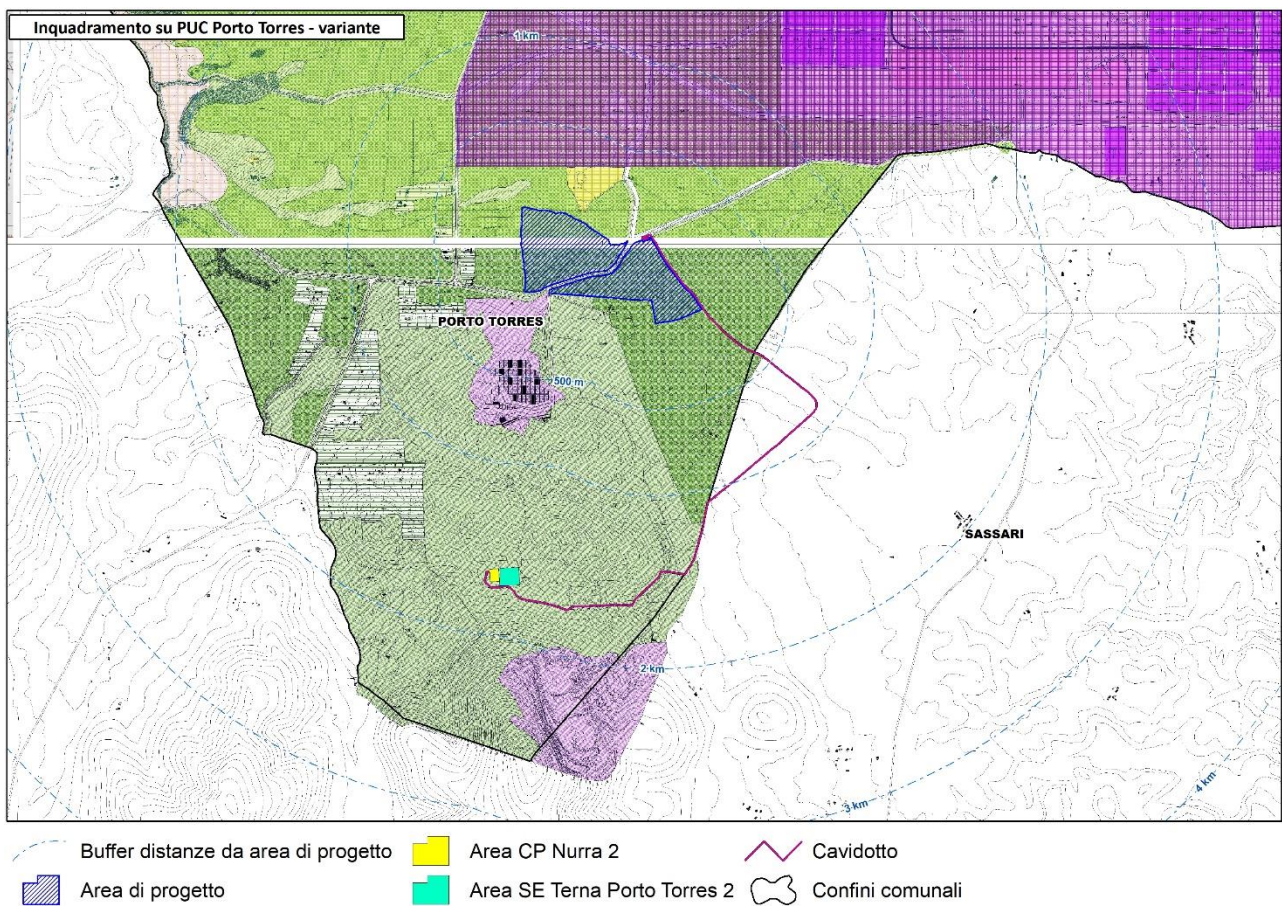 Inquadramento su PUC Porto Torres - variante
1 km
PORTO TORRES
500 m
SASSARI
2 km
3 km
4 km
Buffer distanze da area di progetto
Area CP Nurra 2
Cavidotto
Area di progetto
Area SE Terna Porto Torres 2
Confini comunali